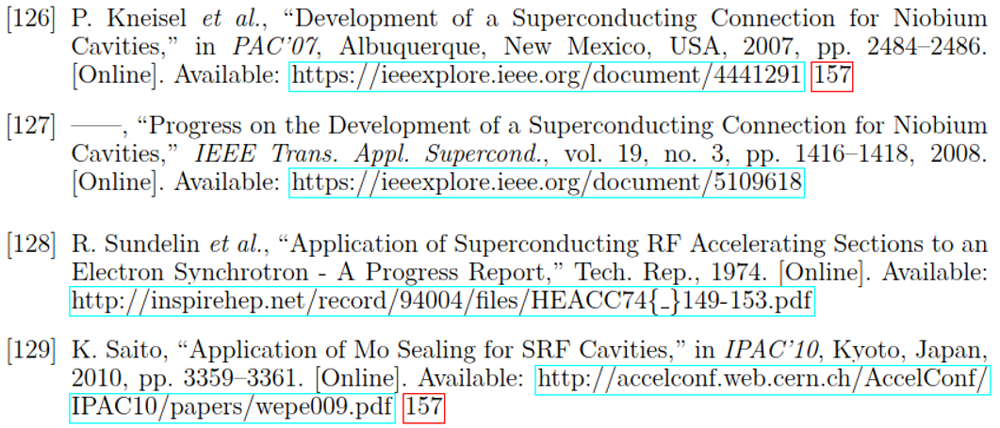 [126] P. Kneisel et al., “Development of a Superconducting Connection for Niobium
Cavities,” in PAC’07, Albuquerque, New Mexico, USA, 2007, pp. 2484–2486.
[Online]. Available: https://ieeexplore.ieee.org/document/4441291 157
[127] ——, “Progress on the Development of a Superconducting Connection for Niobium
Cavities,” IEEE Trans. Appl. Supercond., vol. 19, no. 3, pp. 1416–1418, 2008.
[Online]. Available: https://ieeexplore.ieee.org/document/5109618
[128] R. Sundelin et al., “Application of Superconducting RF Accelerating Sections to an
Electron Synchrotron - A Progress Report,” Tech. Rep., 1974. [Online]. Available:
http://inspirehep.net/record/94004/files/HEACC74{_}149-153.pdf
[129] K. Saito, “Application of Mo Sealing for SRF Cavities,” in IPAC’10, Kyoto, Japan,
2010, pp. 3359–3361. [Online]. Available: http://accelconf.web.cern.ch/AccelConf/
IPAC10/papers/wepe009.pdf 157